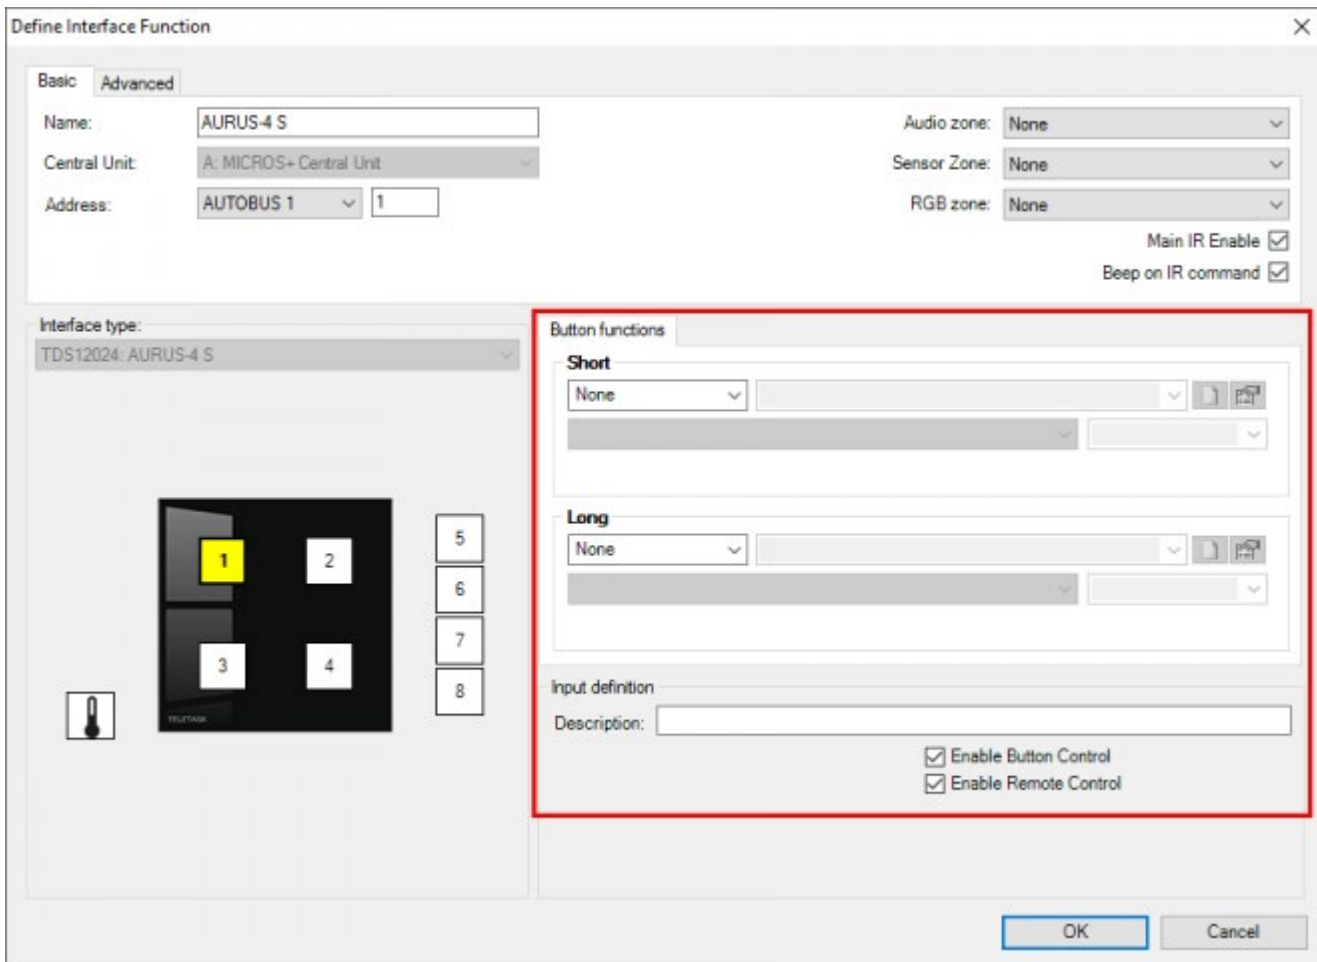 Define Interface Function
Basic Advanced
Name: AURUS-4 S
Central Unit: A: MICROS+ Central Unit
Address: AUTOBUS 1 1
Audio zone: None
Sensor Zone: None
RGB zone: None
Main IR Enable
Beep on IR command
Interface type:
TDS12024: AURUS-4 S
1 2
3 4
TELETASK
5
6
7
8
Button functions
Short
None
Long
None
Input definition
Description:
Enable Button Control
Enable Remote Control
OK Cancel